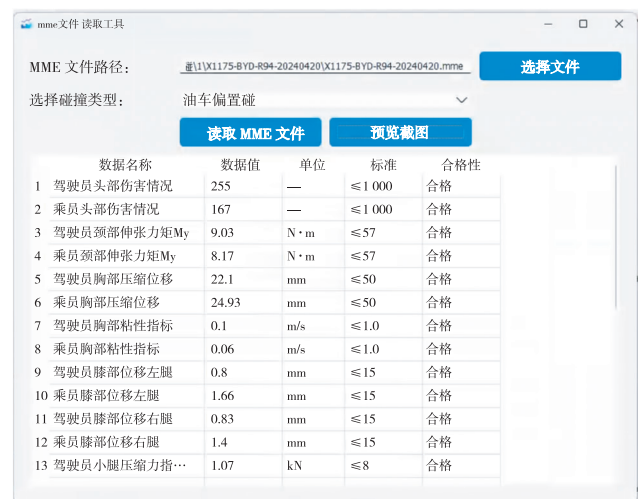 mme文件 读取工具
MME 文件路径： 涯\1\X1175-BYD-R94-20240420\X1175-BYD-R94-20240420.mme 选择文件
选择碰撞类型： 油车偏置碰
读取 MME 文件 预览截图
数据名称 数据值 单位 标准 合格性
1 驾驶员头部伤害情况 255 — ≤1 000 合格
2 乘员头部伤害情况 167 — ≤1 000 合格
3 驾驶员颈部伸张力矩My 9.03 N·m ≤57 合格
4 乘员颈部伸张力矩My 8.17 N·m ≤57 合格
5 驾驶员胸部压缩位移 22.1 mm ≤50 合格
6 乘员胸部压缩位移 24.93 mm ≤50 合格
7 驾驶员胸部粘性指标 0.1 m/s ≤1.0 合格
8 乘员胸部粘性指标 0.06 m/s ≤1.0 合格
9 驾驶员膝部位移左腿 0.8 mm ≤15 合格
10 乘员膝部位移左腿 1.66 mm ≤15 合格
11 驾驶员膝部位移右腿 0.83 mm ≤15 合格
12 乘员膝部位移右腿 1.4 mm ≤15 合格
13 驾驶员小腿压缩力指… 1.07 kN ≤8 合格